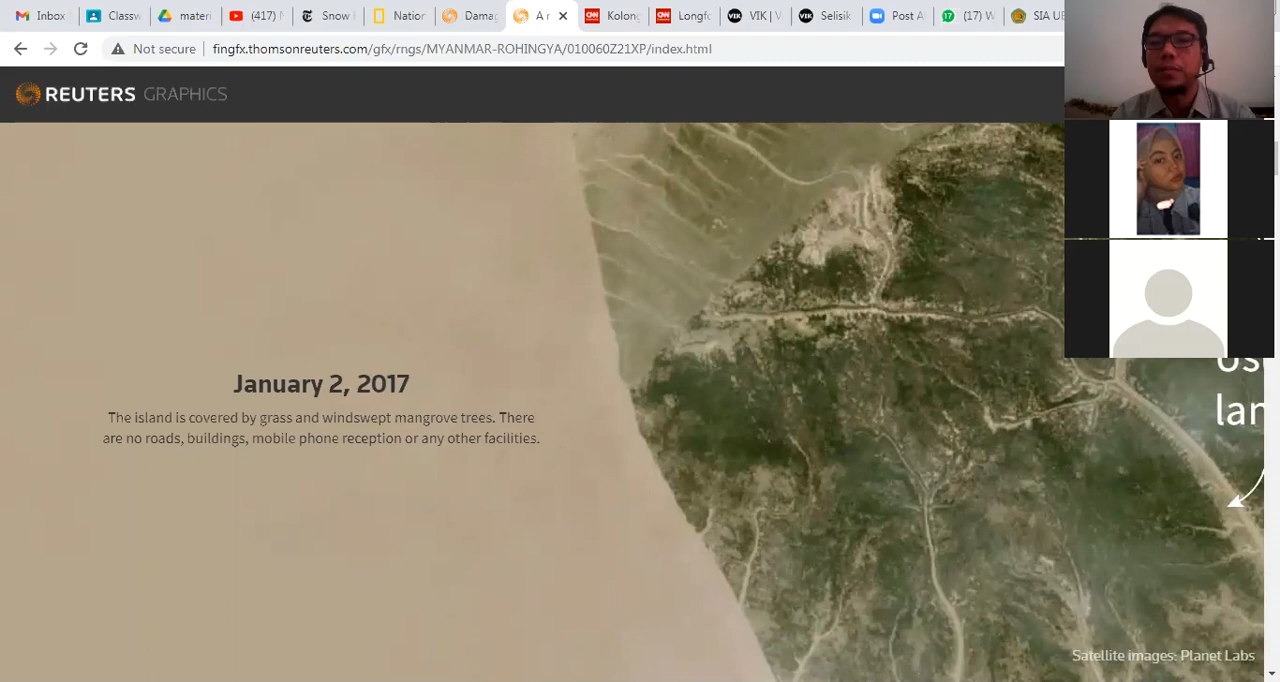 Inbox
Classw
materi
(417)
Snow
Nation
Damag
A r
Kolong
Longfo
VIK | V
Selisik
Post A
(17) W
SIA UB
Not secure
fingfx.thomsonreuters.com/gfx/rngs/MYANMAR-ROHINGYA/010060Z21XP/index.html
REUTERS GRAPHICS
January 2, 2017
The island is covered by grass and windswept mangrove trees. There
are no roads, buildings, mobile phone reception or any other facilities.
lan
Satellite images: Planet Labs